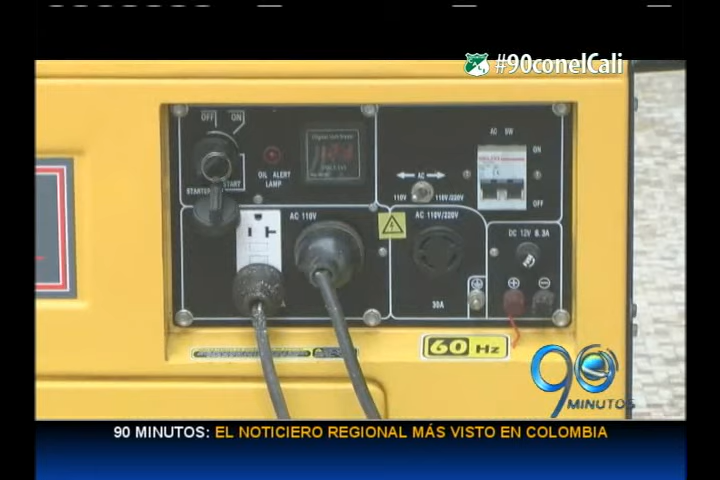 #90conelCali
OFF ON
STARTER START
OIL ALERT
LAMP
AC SW
ON
OFF
AC
110V 110V/220V
AC 110V
AC 110V/220V
30A
DC 12V 8.3A
60 Hz
90
MINUTOS
90 MINUTOS: EL NOTICIERO REGIONAL MÁS VISTO EN COLOMBIA